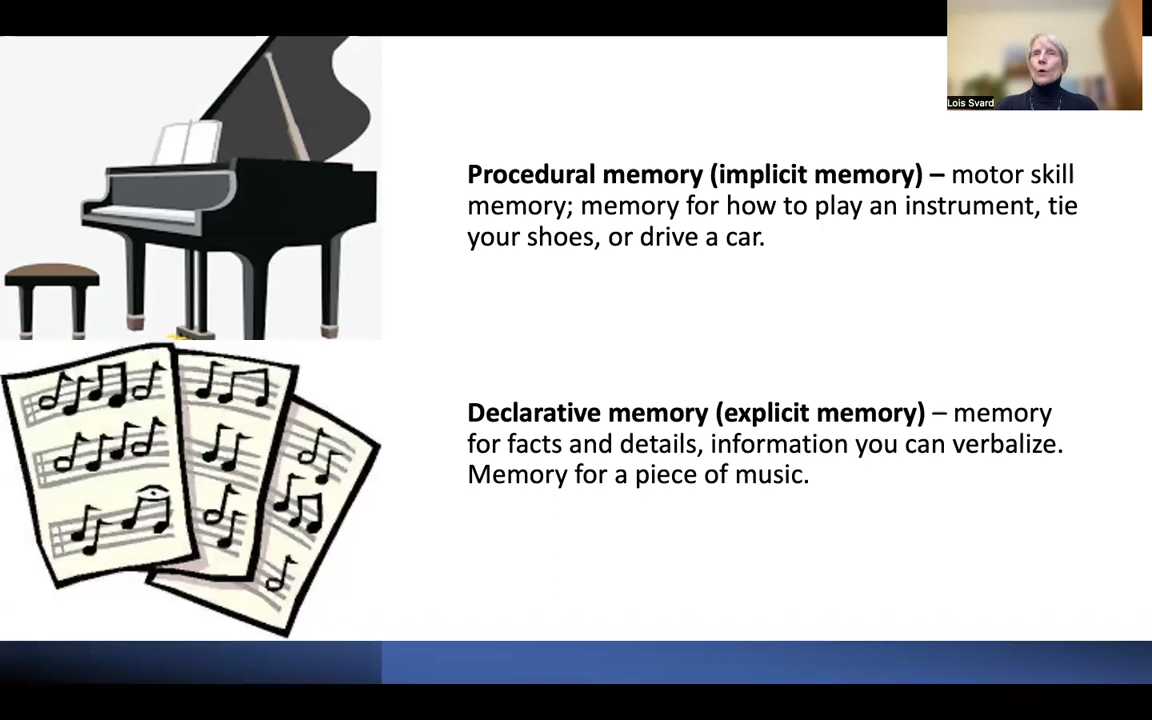 Lois Svard
Procedural memory (implicit memory) – motor skill
memory; memory for how to play an instrument, tie
your shoes, or drive a car.
Declarative memory (explicit memory) – memory
for facts and details, information you can verbalize.
Memory for a piece of music.